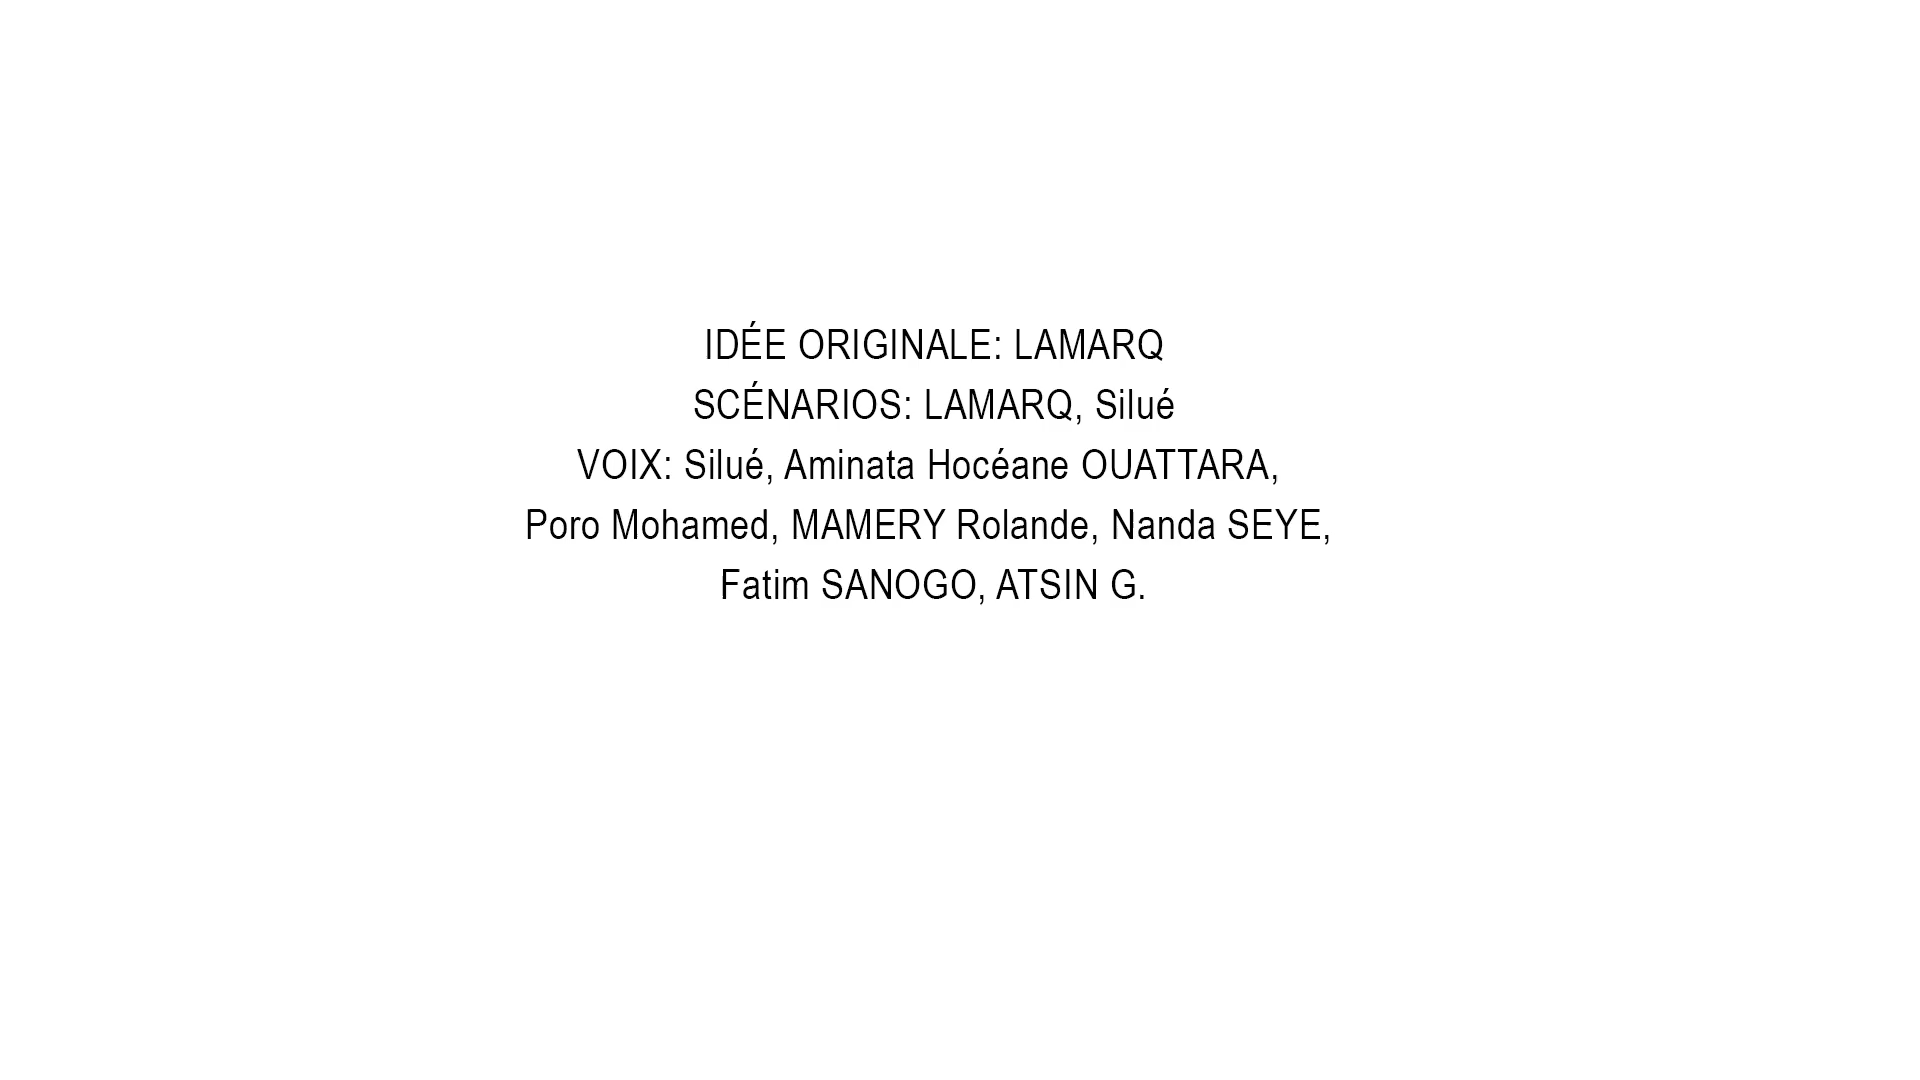 IDÉE ORIGINALE: LAMARQ
SCÉNARIOS: LAMARQ, Silué
VOIX: Silué, Aminata Hocéane OUATTARA,
Poro Mohamed, MAMERY Rolande, Nanda SEYE,
Fatim SANOGO, ATSIN G.